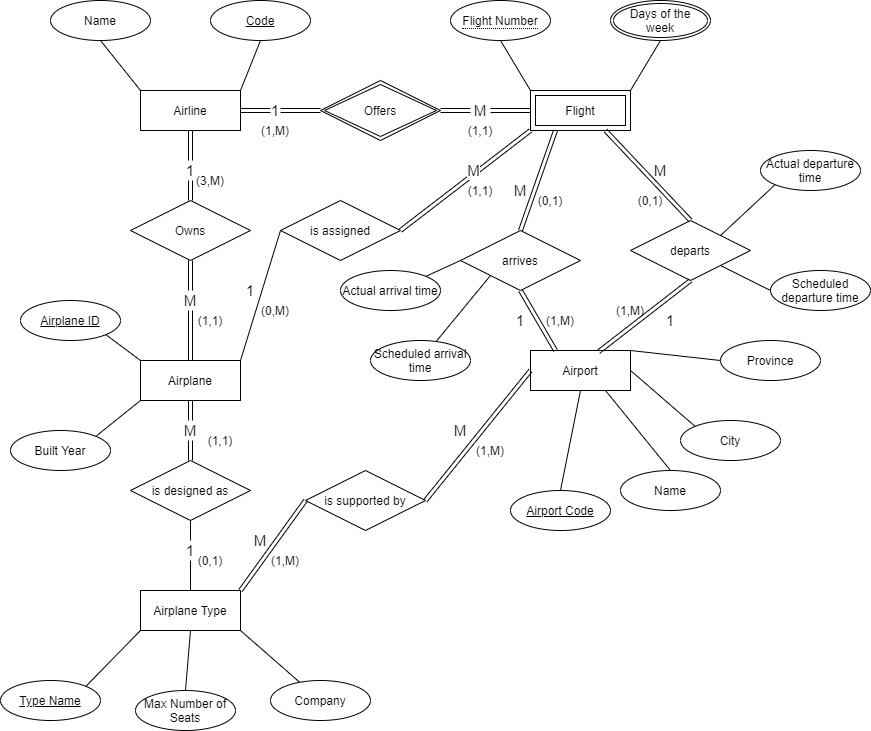 Name
Code
Flight Number
Days of the
week
Airline
1
(1,M)
Offers
M
(1,1)
Flight
1
(3,M)
M
(1,1)
M
(0,1)
M
(0,1)
Actual departure
time
Owns
is assigned
arrives
departs
Actual arrival time
Scheduled
departure time
M
(1,1)
1
(0,M)
1
(1,M)
(1,M)
1
Airplane ID
Scheduled arrival
time
Airplane
Airport
Province
Built Year
M
(1,1)
M
(1,M)
City
is designed as
is supported by
Name
Airport Code
1
(0,1)
M
(1,M)
Airplane Type
Type Name
Max Number of
Seats
Company